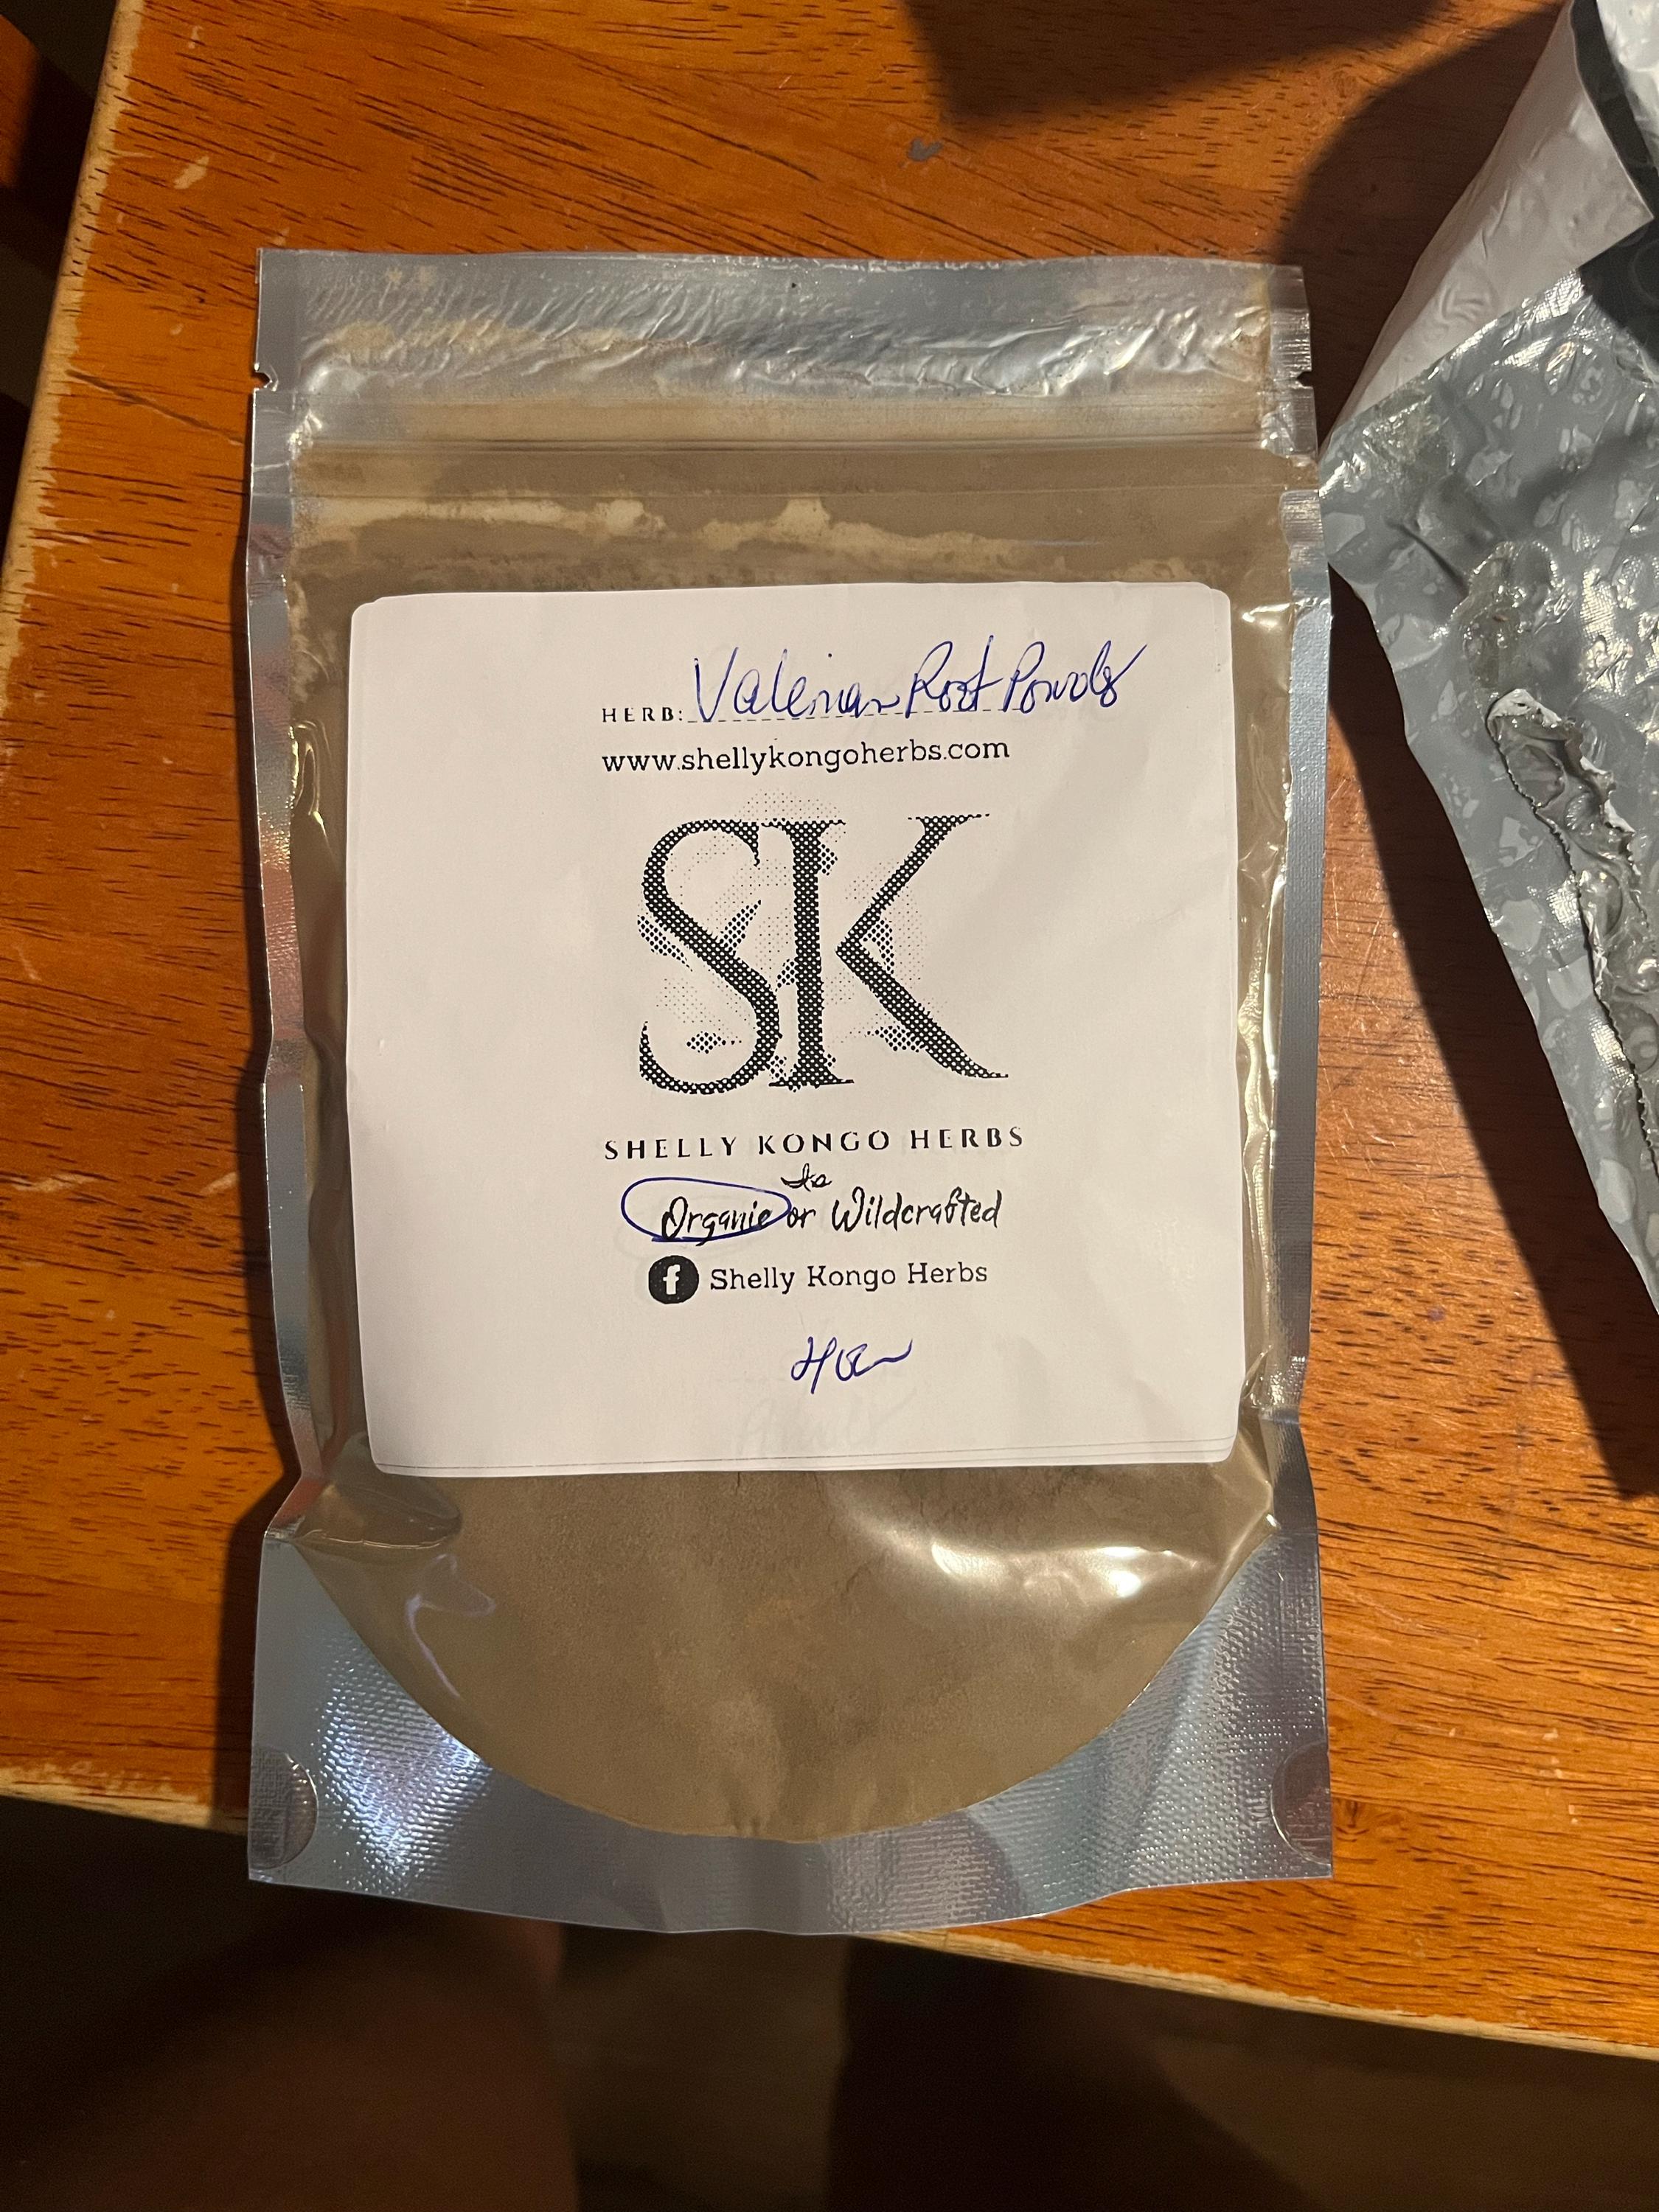 HERB: Valerian Root Powder
www.shellykongoherbs.com
SK
SHELLY KONGO HERBS
Organic or Wildcrafted
f Shelly Kongo Herbs